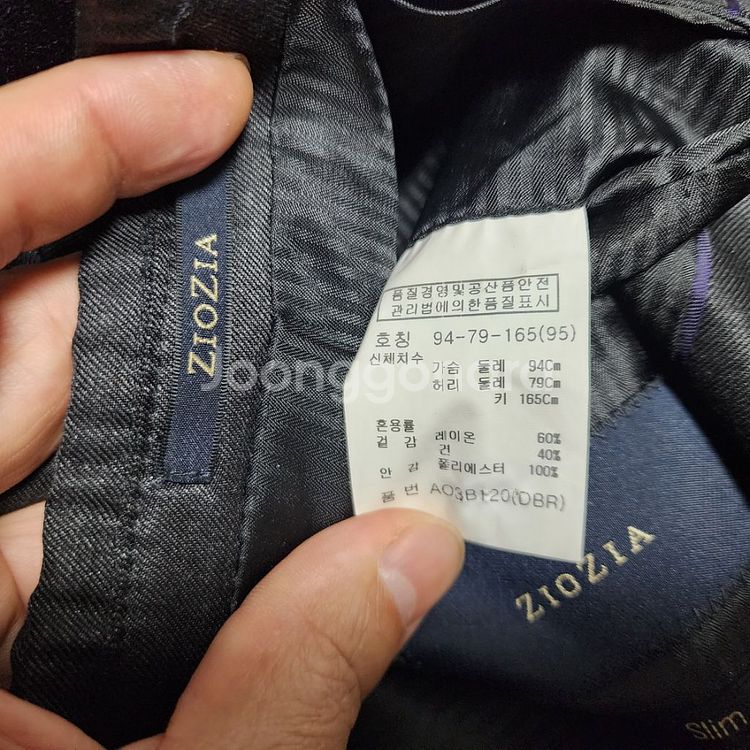 ZIOZIA
품질경영및공산품안전
관리법에의한품질표시
호칭 94-79-165(95)
신체치수 가슴 둘레 94Cm
허리 둘레 79Cm
키 165Cm
혼용률
겉 감 레이온 60%
견 40%
안 감 폴리에스터 100%
품 번 AO3B120(DBR)
ZIOZIA
Slim
Joonggonara